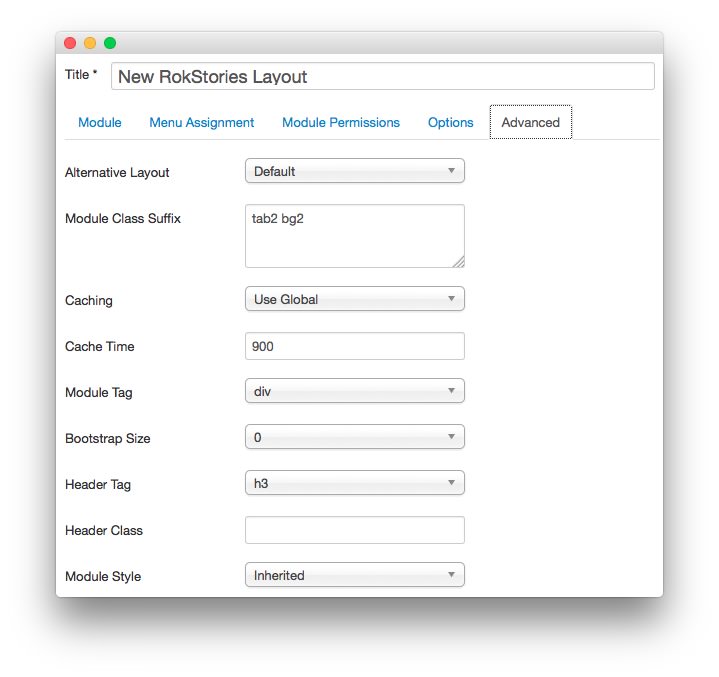 Title * New RokStories Layout
Module Menu Assignment Module Permissions Options Advanced
Alternative Layout Default
Module Class Suffix tab2 bg2
Caching Use Global
Cache Time 900
Module Tag div
Bootstrap Size 0
Header Tag h3
Header Class
Module Style Inherited